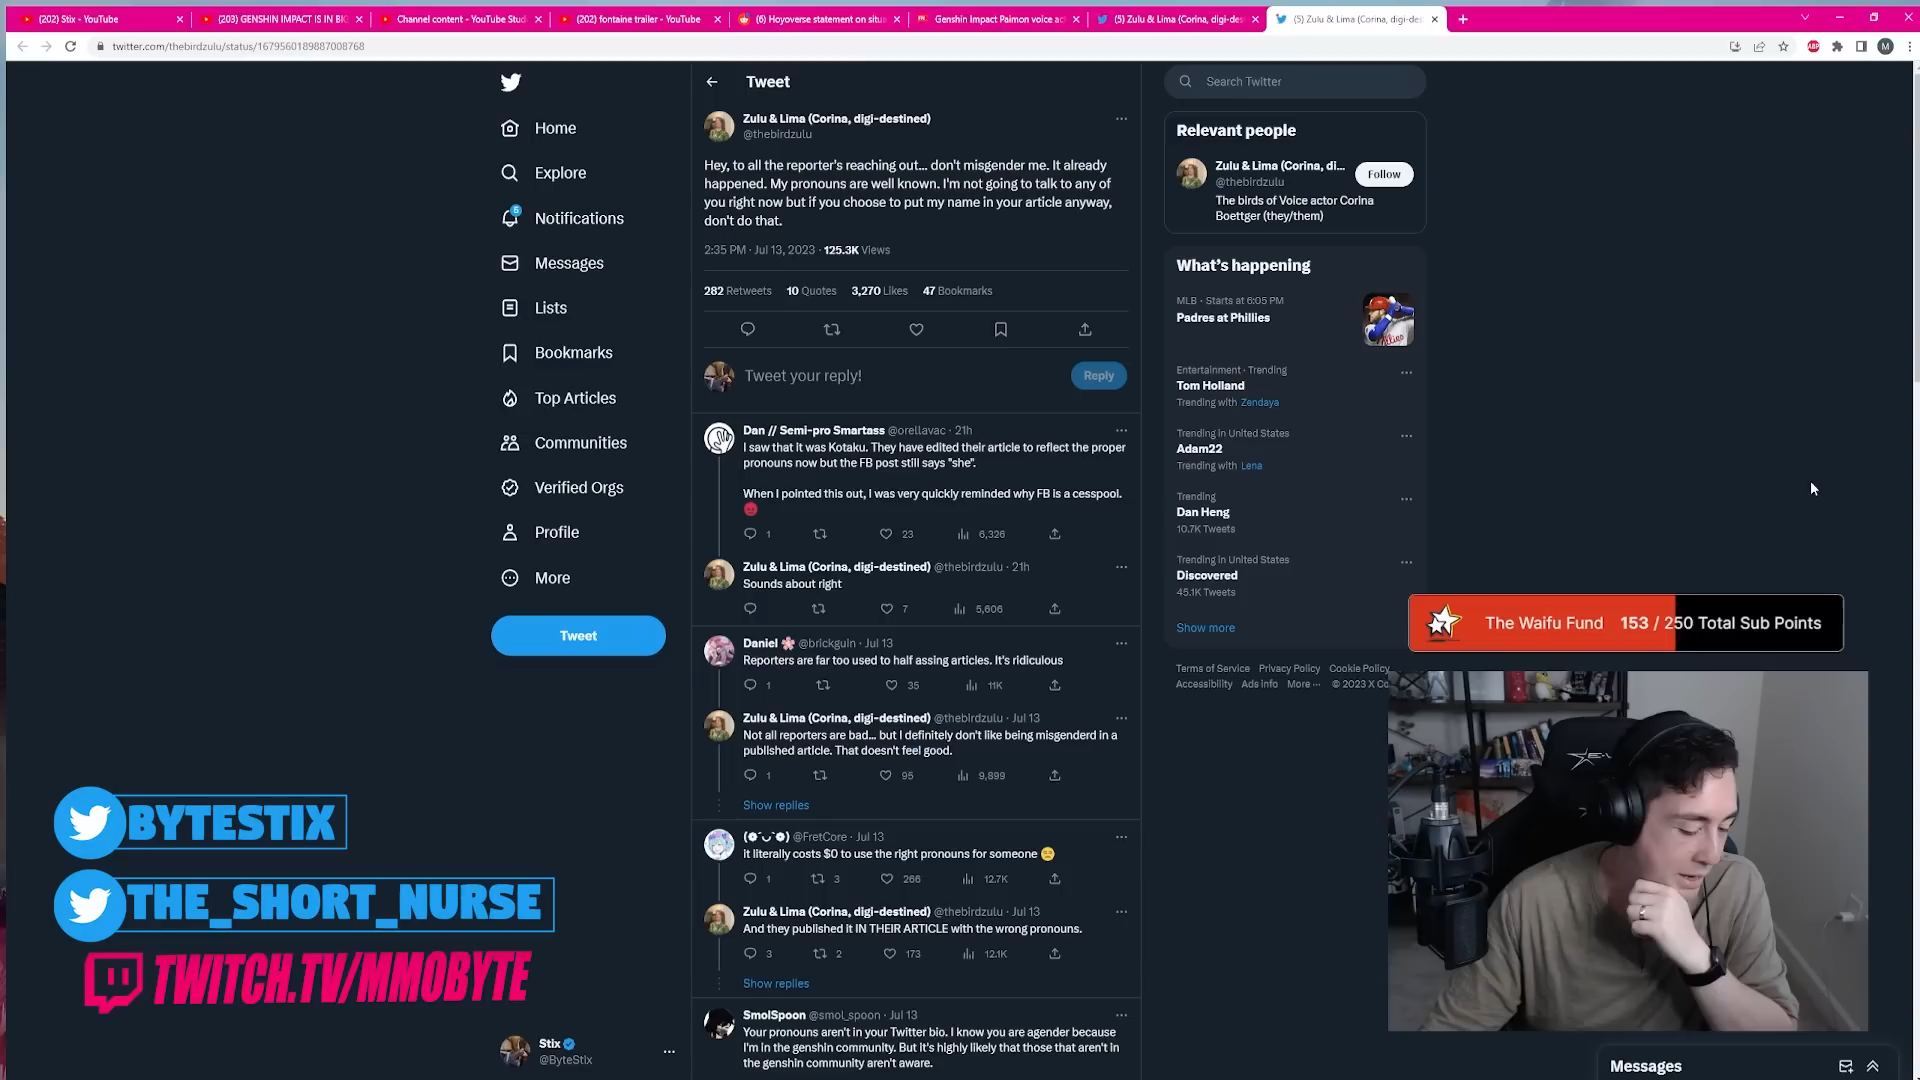 (202) Stix - YouTube
(203) GENSHIN IMPACT IS IN BIG
Channel content - YouTube Stud
(202) fontaine trailer - YouTube
(6) Hoyoverse statement on situ
Genshin Impact Paimon voice act
(5) Zulu & Lima (Corina, digi-des
(5) Zulu & Lima (Corina, digi-des
twitter.com/thebirdzulu/status/1679560189887008768
ABP
M
Home
Explore
5
Notifications
Messages
Lists
Bookmarks
Top Articles
Communities
Verified Orgs
Profile
More
Tweet
Stix
@ByteStix
Tweet
Zulu & Lima (Corina, digi-destined)
@thebirdzulu
Hey, to all the reporter's reaching out... don't misgender me. It already
happened. My pronouns are well known. I'm not going to talk to any of
you right now but if you choose to put my name in your article anyway,
don't do that.
2:35 PM · Jul 13, 2023 · 125.3K Views
282 Retweets 10 Quotes 3,270 Likes 47 Bookmarks
Tweet your reply!
Reply
Dan // Semi-pro Smartass @orellavac · 21h
I saw that it was Kotaku. They have edited their article to reflect the proper
pronouns now but the FB post still says "she".
When I pointed this out, I was very quickly reminded why FB is a cesspool.
😡
1 23 6,326
Zulu & Lima (Corina, digi-destined) @thebirdzulu · 21h
Sounds about right
7 5,606
Daniel 🌸 @brickguin · Jul 13
Reporters are far too used to half assing articles. It's ridiculous
1 35 11K
Zulu & Lima (Corina, digi-destined) @thebirdzulu · Jul 13
Not all reporters are bad... but I definitely don't like being misgenderd in a
published article. That doesn't feel good.
1 95 9,899
Show replies
(❁´◡`❁) @FretCore · Jul 13
it literally costs $0 to use the right pronouns for someone 😒
1 3 266 12.7K
Zulu & Lima (Corina, digi-destined) @thebirdzulu · Jul 13
And they published it IN THEIR ARTICLE with the wrong pronouns.
3 2 173 12.1K
Show replies
SmolSpoon @smol_spoon · Jul 13
Your pronouns aren't in your Twitter bio. I know you are agender because
I'm in the genshin community. But it's highly likely that those that aren't in
the genshin community aren't aware.
Search Twitter
Relevant people
Zulu & Lima (Corina, di...
@thebirdzulu
Follow
The birds of Voice actor Corina
Boettger (they/them)
What's happening
MLB · Starts at 6:05 PM
Padres at Phillies
Entertainment · Trending
Tom Holland
Trending with Zendaya
Trending in United States
Adam22
Trending with Lena
Trending
Dan Heng
10.7K Tweets
Trending in United States
Discovered
45.1K Tweets
Show more
Terms of Service Privacy Policy Cookie Policy
Accessibility Ads info More ··· © 2023 X Co
The Waifu Fund 153 / 250 Total Sub Points
BYTESTIX
THE_SHORT_NURSE
TWITCH.TV/MMOBYTE
Messages